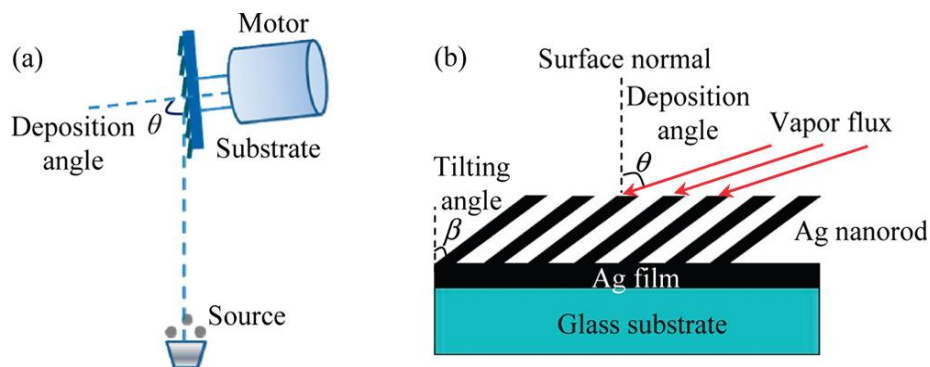 (a)
Motor
Deposition
angle
θ
Substrate
Source
(b)
Surface normal
Deposition
angle
θ
Vapor flux
Tilting
angle
β
Ag nanorod
Ag film
Glass substrate